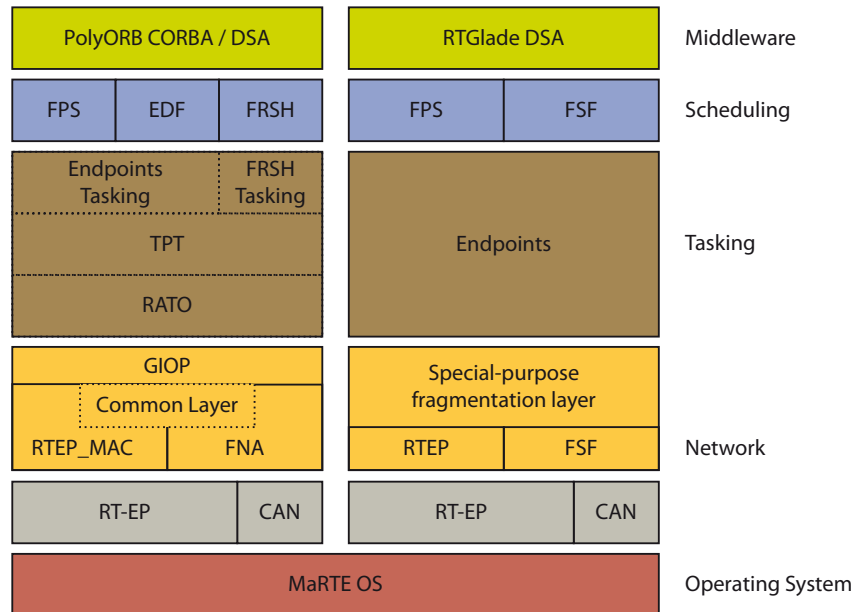 PolyORB CORBA / DSA
RTGlade DSA
Middleware
FPS
EDF
FRSH
FPS
FSF
Scheduling
Endpoints
Tasking
FRSH
Tasking
TPT
RATO
Endpoints
Tasking
GIOP
Common Layer
RTEP_MAC
FNA
Special-purpose
fragmentation layer
RTEP
FSF
Network
RT-EP
CAN
RT-EP
CAN
MaRTE OS
Operating System